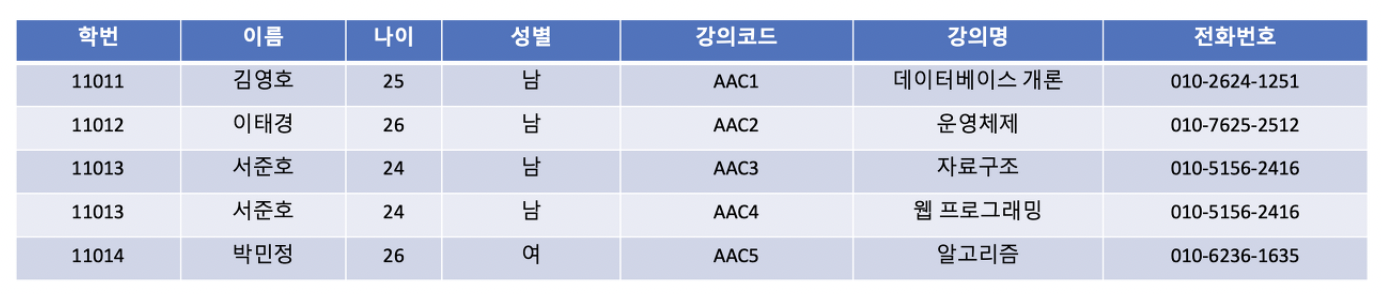 학번 이름 나이 성별 강의코드 강의명 전화번호
11011 김영호 25 남 AAC1 데이터베이스 개론 010-2624-1251
11012 이태경 26 남 AAC2 운영체제 010-7625-2512
11013 서준호 24 남 AAC3 자료구조 010-5156-2416
11013 서준호 24 남 AAC4 웹 프로그래밍 010-5156-2416
11014 박민정 26 여 AAC5 알고리즘 010-6236-1635